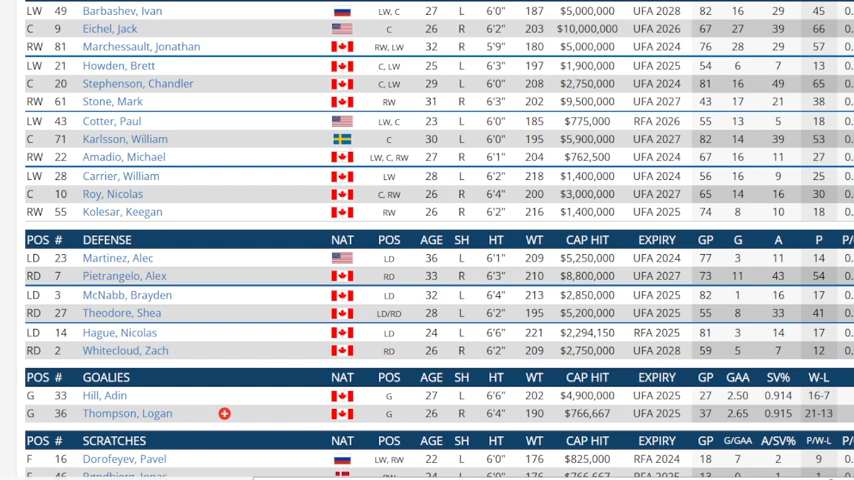 LW 49 Barbashev, Ivan LW, C 27 L 6'0" 187 $5,000,000 UFA 2028 82 16 29 45 0.
C 9 Eichel, Jack C 26 R 6'2" 203 $10,000,000 UFA 2026 67 27 39 66 0.
RW 81 Marchessault, Jonathan RW, LW 32 R 5'9" 180 $5,000,000 UFA 2024 76 28 29 57 0.
LW 21 Howden, Brett C, LW 25 L 6'3" 197 $1,900,000 UFA 2025 54 6 7 13 0.
C 20 Stephenson, Chandler C, LW 29 L 6'0" 208 $2,750,000 UFA 2024 81 16 49 65 0.
RW 61 Stone, Mark RW 31 R 6'3" 202 $9,500,000 UFA 2027 43 17 21 38 0.
LW 43 Cotter, Paul LW, C 23 L 6'0" 185 $775,000 RFA 2026 55 13 5 18 0.
C 71 Karlsson, William C 30 L 6'0" 195 $5,900,000 UFA 2027 82 14 39 53 0.
RW 22 Amadio, Michael LW, C, RW 27 R 6'1" 204 $762,500 UFA 2024 67 16 11 27 0.
LW 28 Carrier, William LW 28 L 6'2" 218 $1,400,000 UFA 2024 56 16 9 25 0.
C 10 Roy, Nicolas C, RW 26 R 6'4" 200 $3,000,000 UFA 2027 65 14 16 30 0.
RW 55 Kolesar, Keegan RW 26 R 6'2" 216 $1,400,000 UFA 2025 74 8 10 18 0.
POS # DEFENSE NAT POS AGE SH HT WT CAP HIT EXPIRY GP G A P P/
LD 23 Martinez, Alec LD 36 L 6'1" 209 $5,250,000 UFA 2024 77 3 11 14 0.
RD 7 Pietrangelo, Alex RD 33 R 6'3" 210 $8,800,000 UFA 2027 73 11 43 54 0.
LD 3 McNabb, Brayden LD 32 L 6'4" 213 $2,850,000 UFA 2025 82 1 16 17 0.
RD 27 Theodore, Shea LD/RD 28 L 6'2" 195 $5,200,000 UFA 2025 55 8 33 41 0.
LD 14 Hague, Nicolas LD 24 L 6'6" 221 $2,294,150 RFA 2025 81 3 14 17 0.
RD 2 Whitecloud, Zach RD 26 R 6'2" 209 $2,750,000 UFA 2028 59 5 7 12 0.
POS # GOALIES NAT POS AGE SH HT WT CAP HIT EXPIRY GP GAA SV% W-L
G 33 Hill, Adin G 27 L 6'6" 202 $4,900,000 UFA 2025 27 2.50 0.914 16-7
G 36 Thompson, Logan G 26 R 6'4" 190 $766,667 UFA 2025 37 2.65 0.915 21-13
POS # SCRATCHES NAT POS AGE SH HT WT CAP HIT EXPIRY GP G/GAA A/SV% P/W-L P/
F 16 Dorofeyev, Pavel LW, RW 22 L 6'0" 176 $825,000 RFA 2024 18 7 2 9 0.